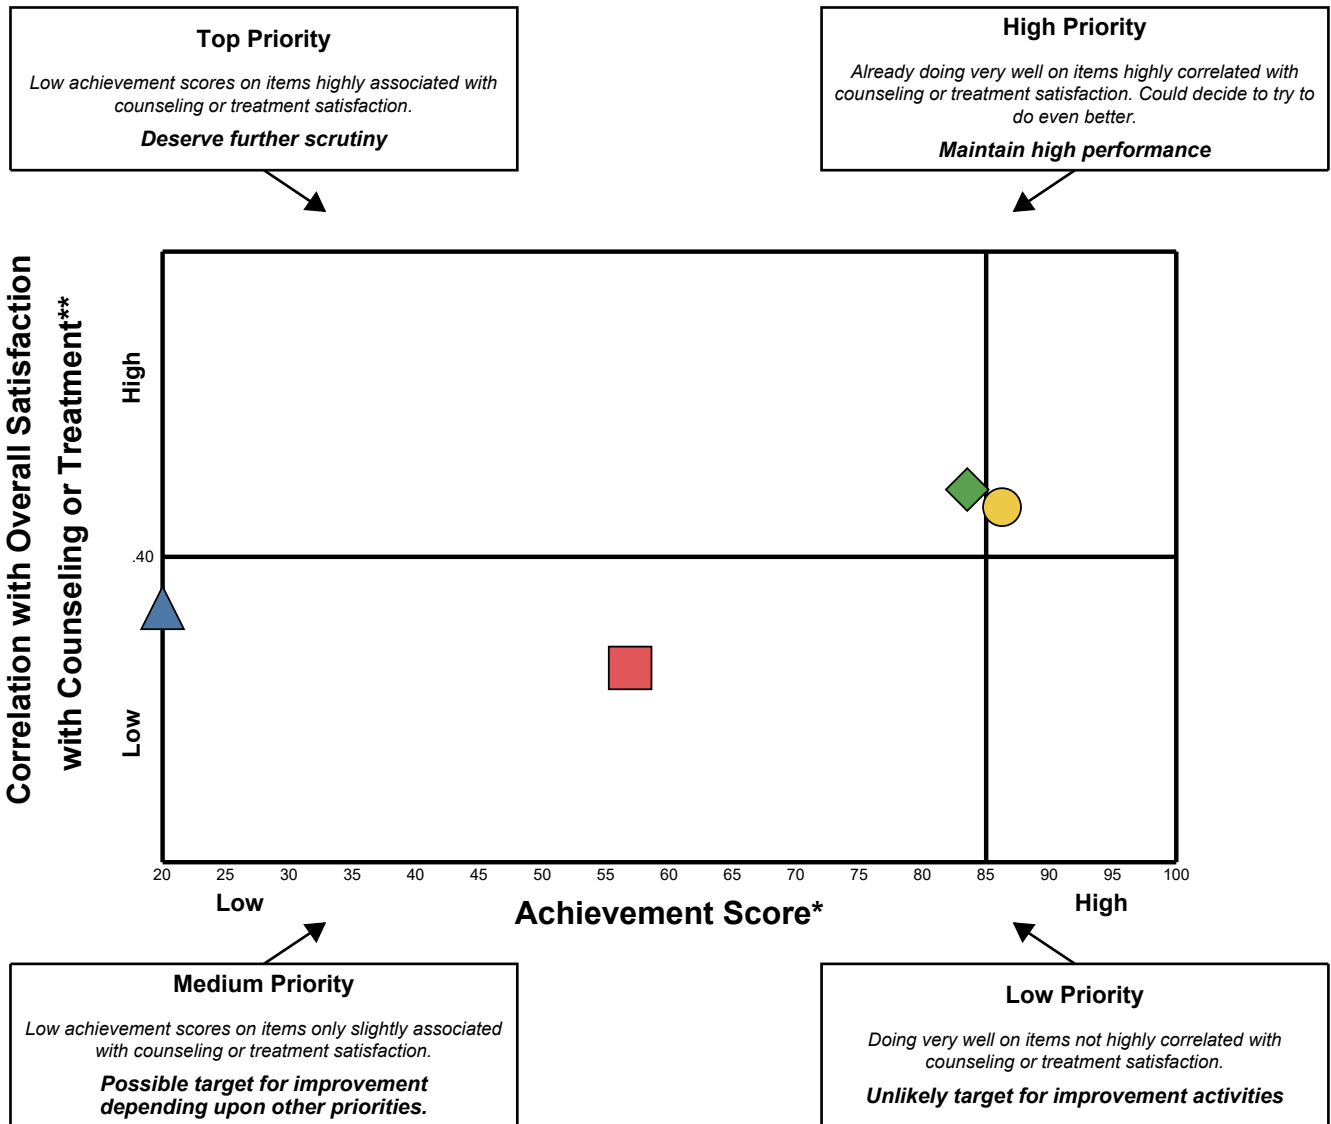 Top Priority
Low achievement scores on items highly associated with
counseling or treatment satisfaction.
Deserve further scrutiny
High Priority
Already doing very well on items highly correlated with
counseling or treatment satisfaction. Could decide to try to
do even better.
Maintain high performance
Correlation with Overall Satisfaction
with Counseling or Treatment**
High
.40
Low
20 25 30 35 40 45 50 55 60 65 70 75 80 85 90 95 100
Low
Achievement Score*
High
Medium Priority
Low achievement scores on items only slightly associated
with counseling or treatment satisfaction.
Possible target for improvement
depending upon other priorities.
Low Priority
Doing very well on items not highly correlated with
counseling or treatment satisfaction.
Unlikely target for improvement activities